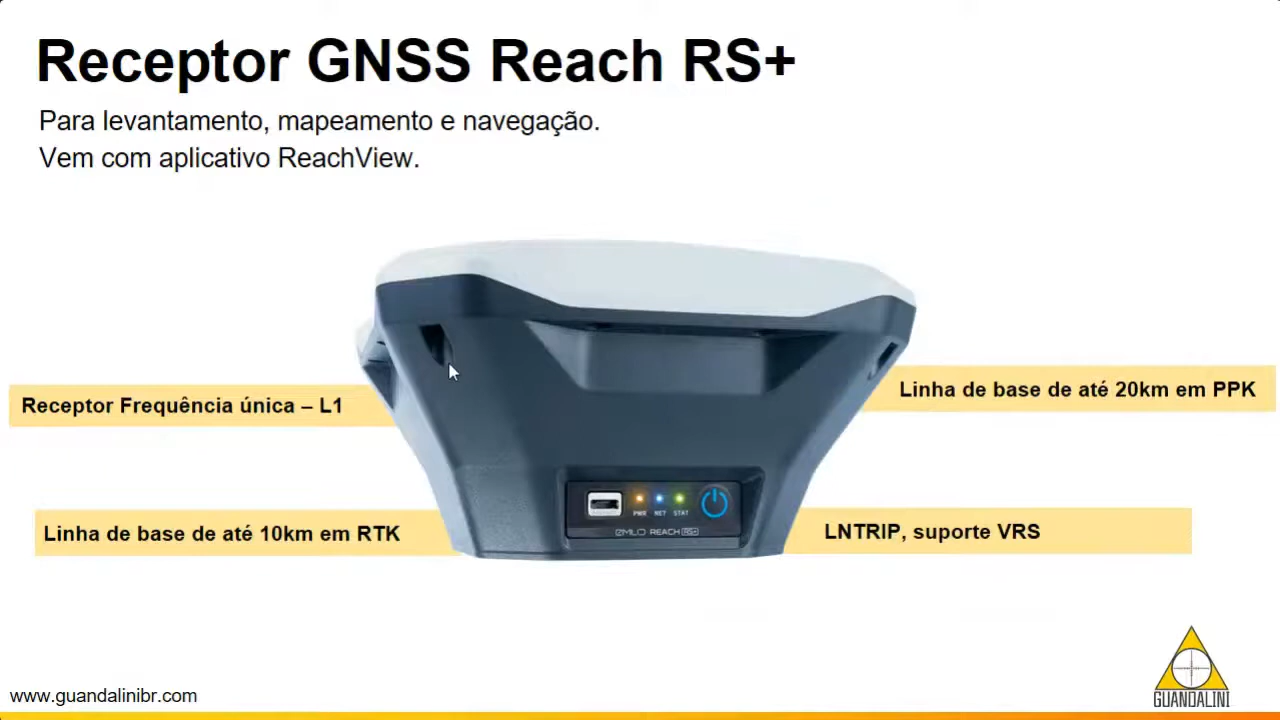 Receptor GNSS Reach RS+
Para levantamento, mapeamento e navegação.
Vem com aplicativo ReachView.
Receptor Frequência única – L1
Linha de base de até 20km em PPK
Linha de base de até 10km em RTK
LNTRIP, suporte VRS
PWR NET STAT
EMLID REACH RS+
GUANDALINI
www.guandalinibr.com